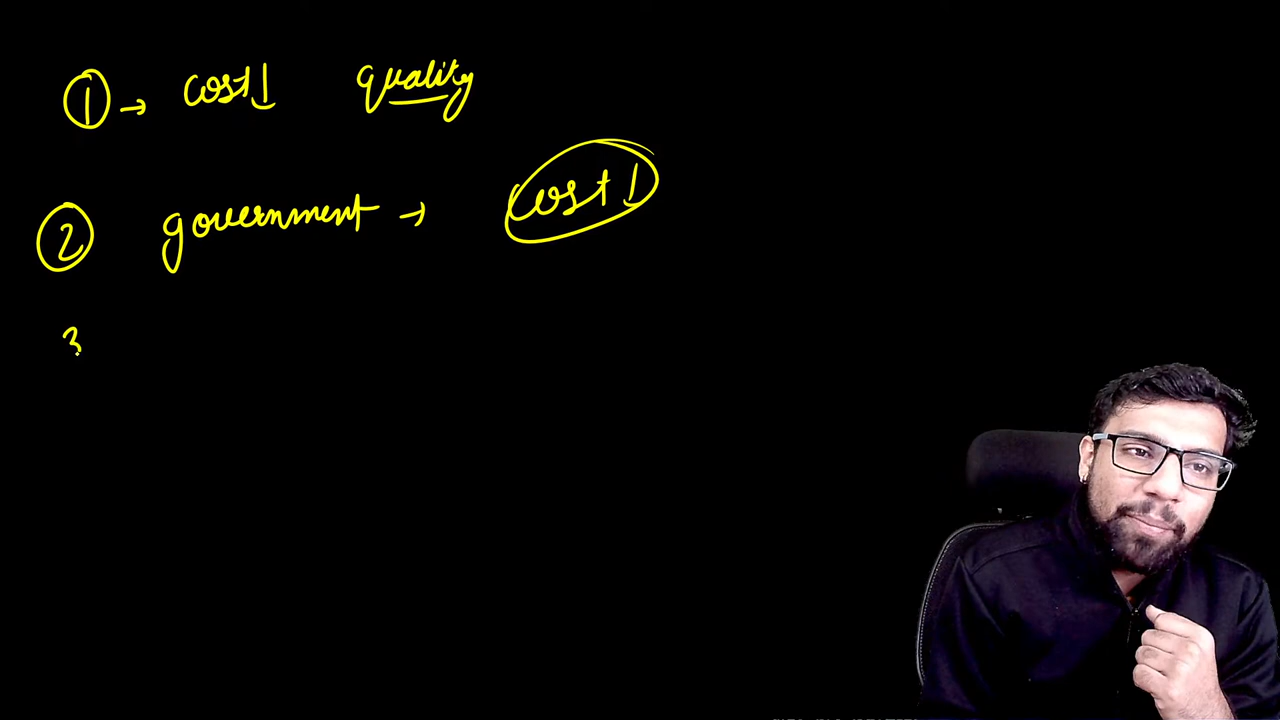 ① → cost↓ quality
② government → cost↓
3